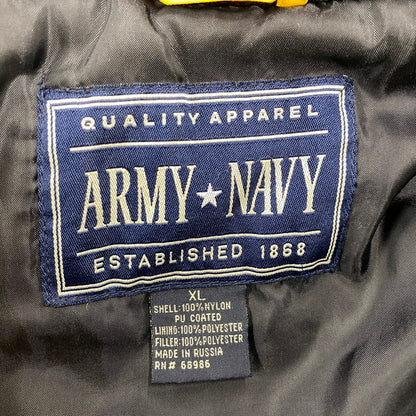 QUALITY APPAREL
ARMY★NAVY
ESTABLISHED 1868
XL
SHELL:100%NYLON
PU COATED
LINING:100%POLYESTER
FILLER:100%POLYESTER
MADE IN RUSSIA
RN# 68986